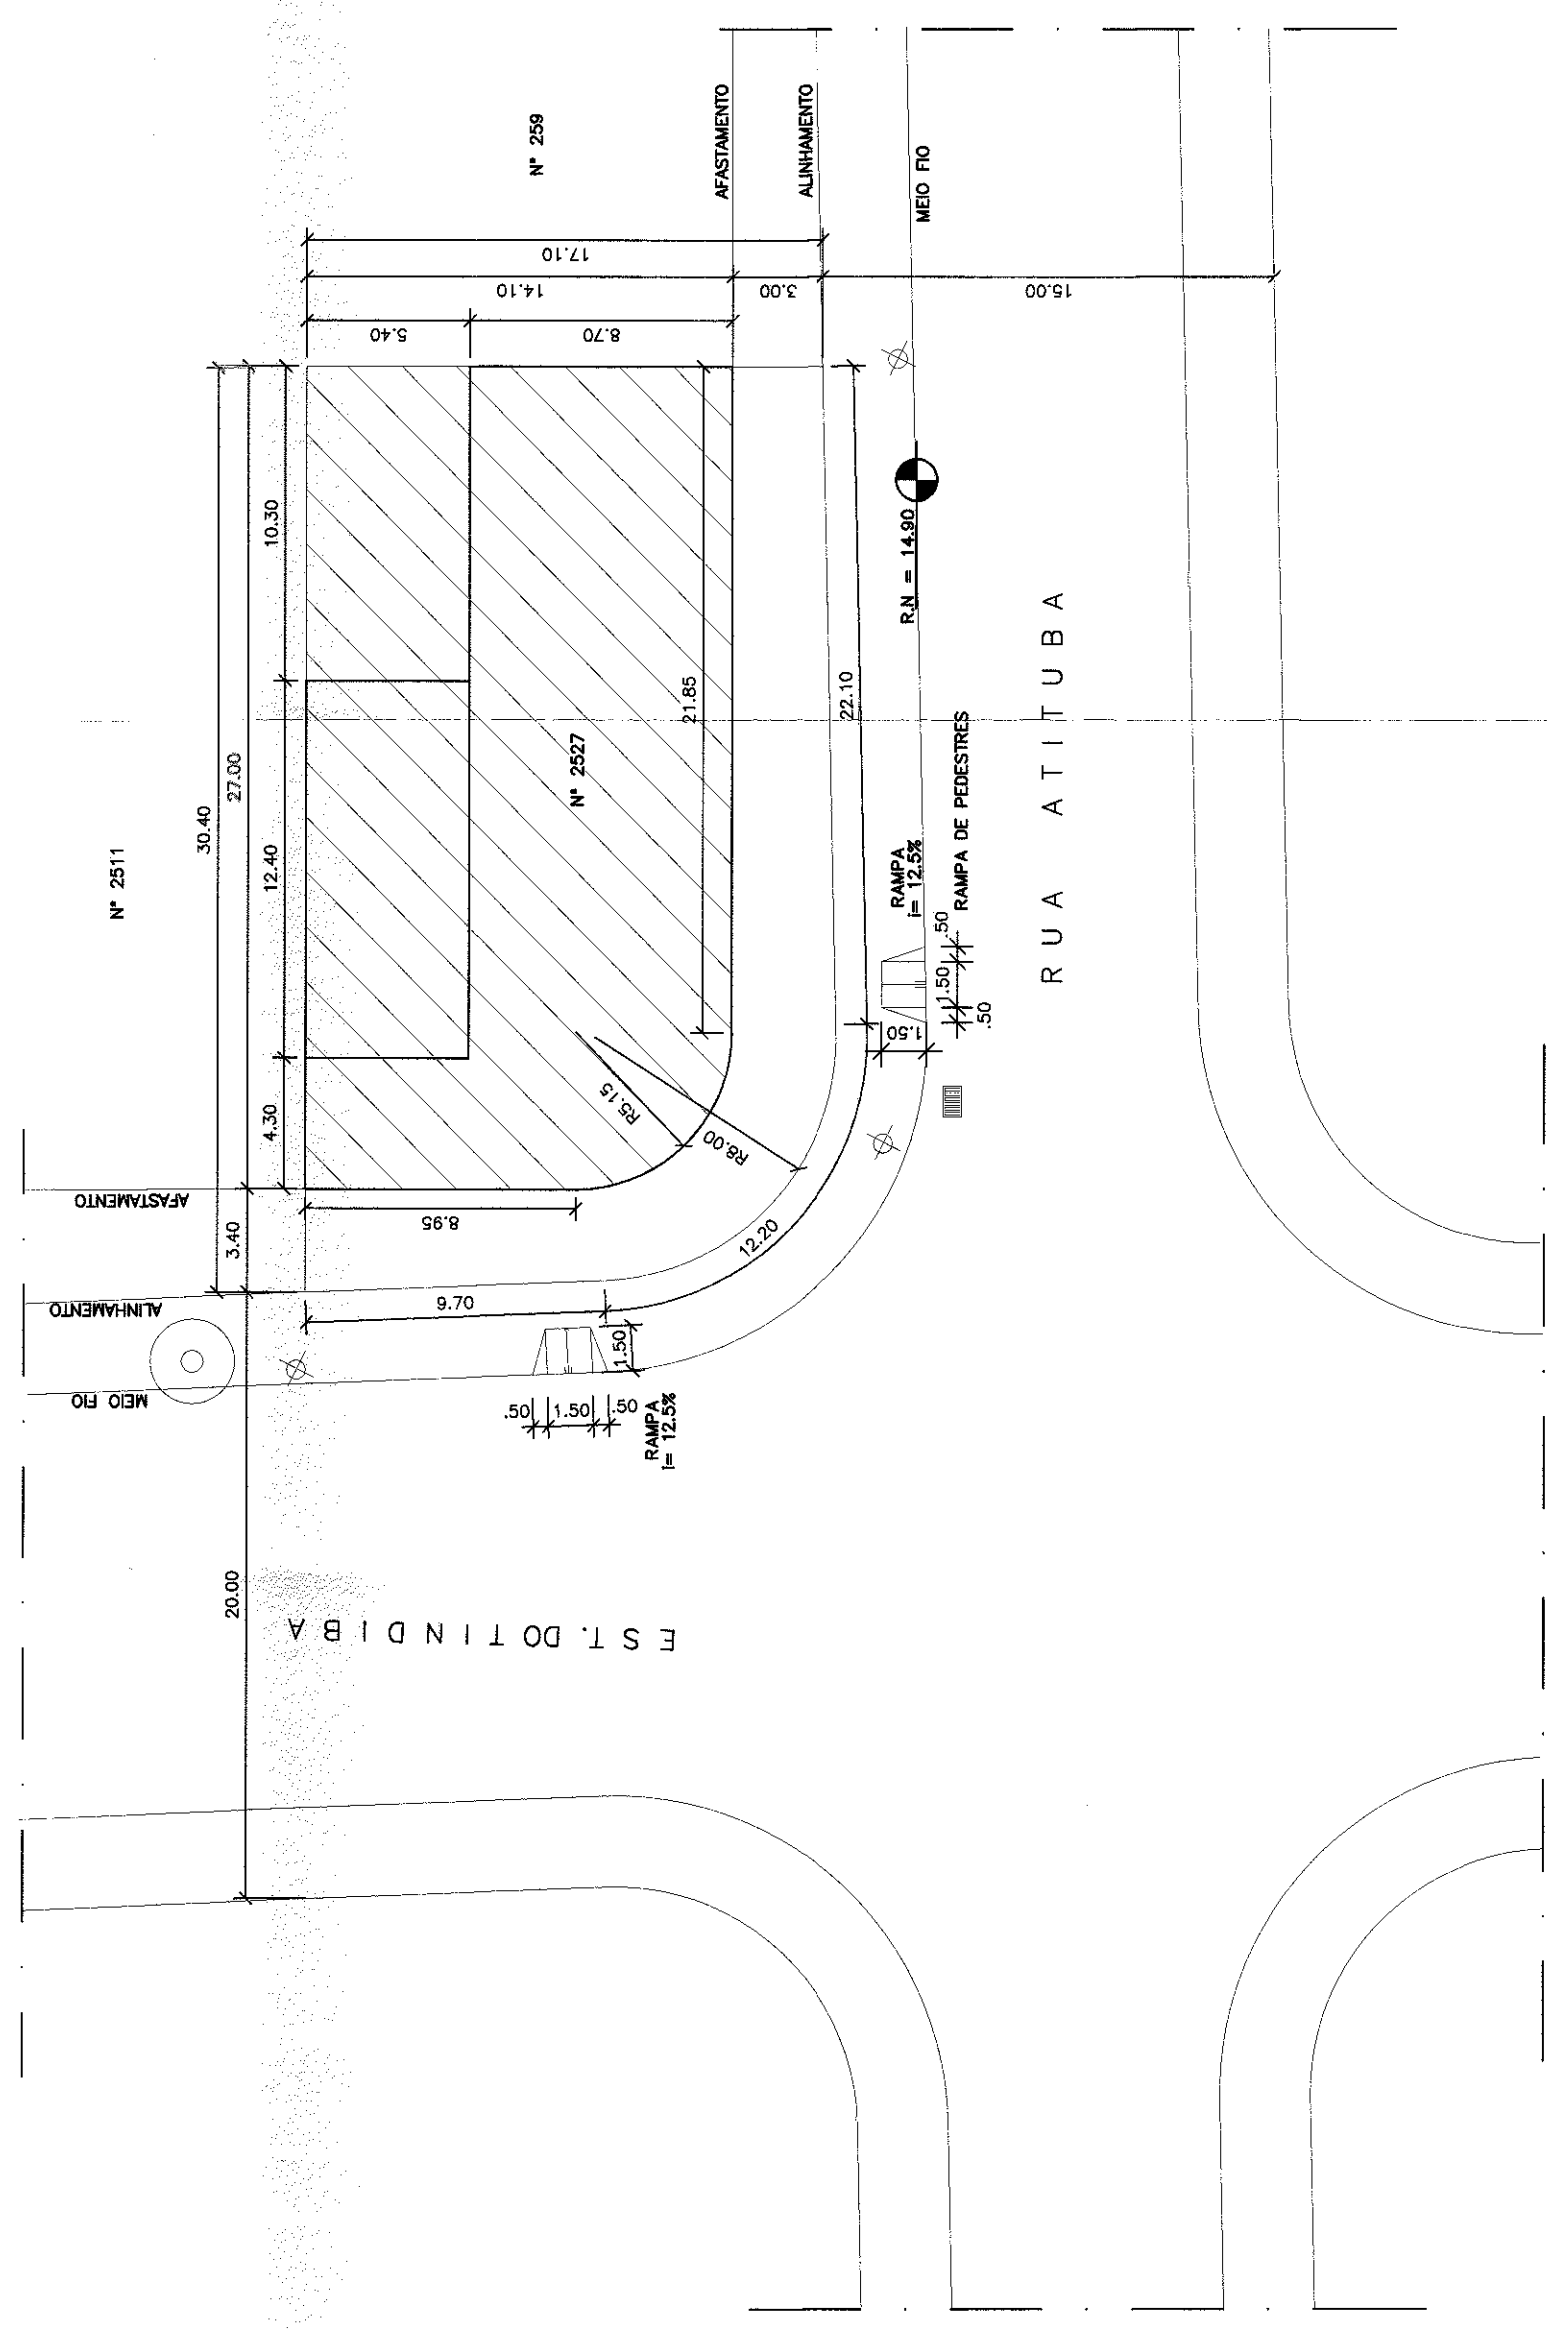 Nº 259
AFASTAMENTO
ALINHAMENTO
MEIO FIO
17.10
14.10
3.00
15.00
5.40
8.70
30.40
27.00
10.30
12.40
4.30
3.40
20.00
Nº 2511
Nº 2527
21.85
22.10
R.N = 14.90
RUA ATITUBA
RAMPA
i= 12.5%
RAMPA DE PEDESTRES
.50
1.50
.50
1.50
R5.15
R8.00
8.95
12.20
9.70
AFASTAMENTO
ALINHAMENTO
MEIO FIO
1.50
.50
1.50
.50
RAMPA
i= 12.5%
EST. DO TINDIBA